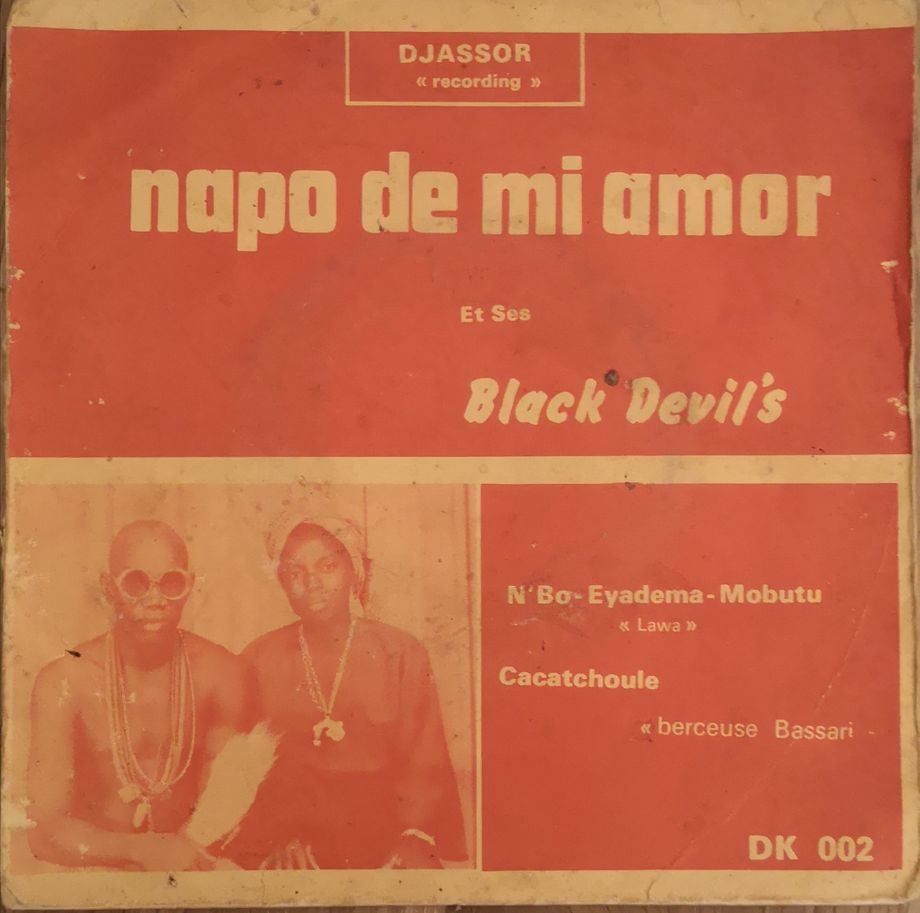 DJASSOR
« recording »
napo de mi amor
Et Ses
Black Devil's
N'Bo-Eyadema-Mobutu
« Lawa »
Cacatchoule
« berceuse Bassari -
DK 002